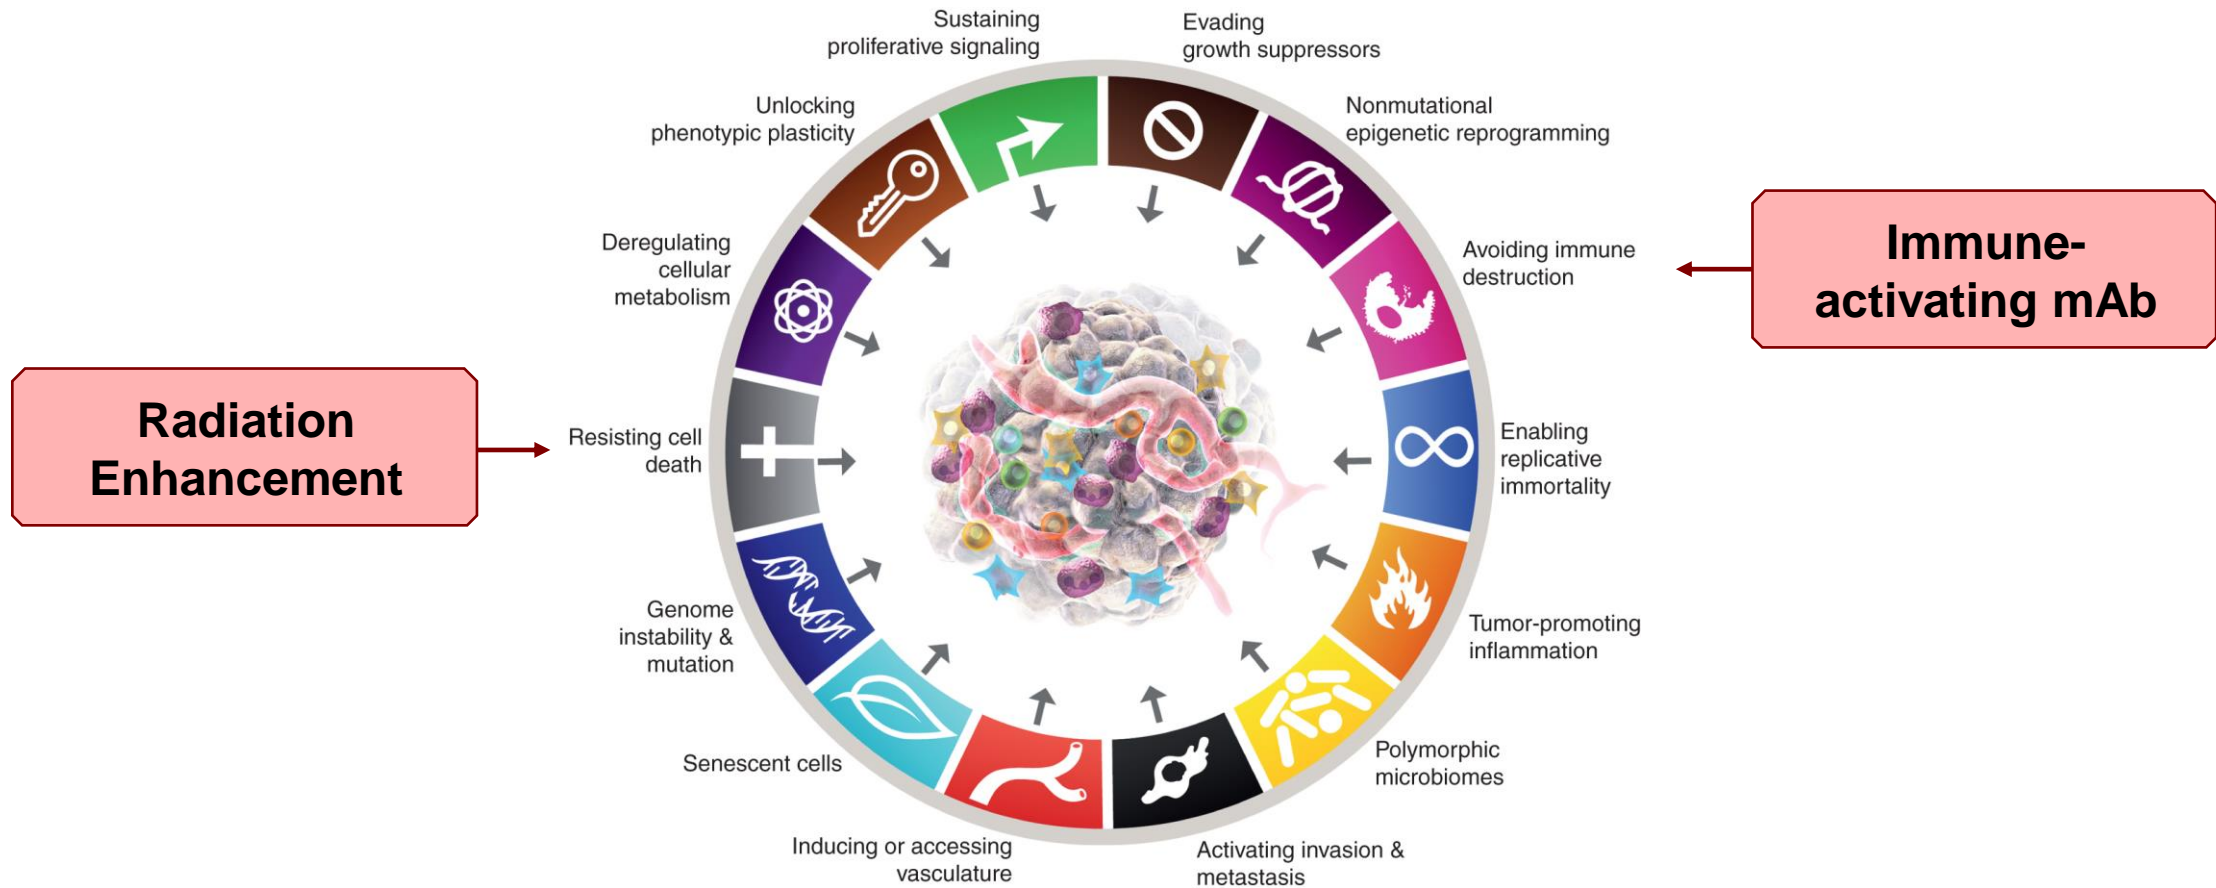 Sustaining
proliferative signaling
Evading
growth suppressors
Unlocking
phenotypic plasticity
Nonmutational
epigenetic reprogramming
Deregulating
cellular
metabolism
Avoiding immune
destruction
Immune-
activating mAb
Radiation
Enhancement
Resisting cell
death
Enabling
replicative
immortality
Genome
instability &
mutation
Tumor-promoting
inflammation
Senescent cells
Polymorphic
microbiomes
Inducing or accessing
vasculature
Activating invasion &
metastasis